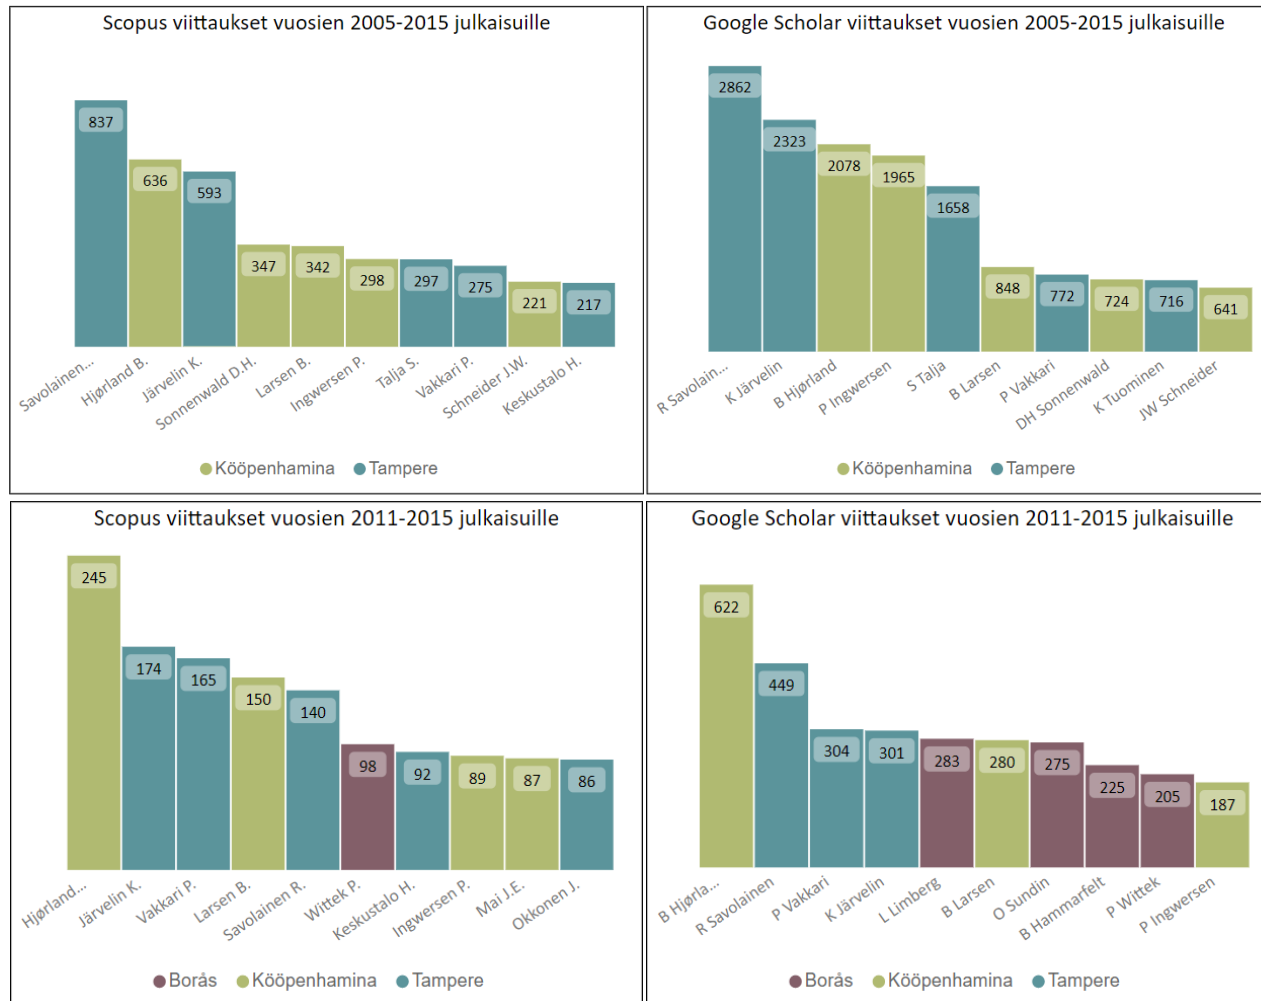 Scopus viittaukset vuosien 2005-2015 julkaisuille
837
636
593
347
342
298
297
275
221
217
Savolainen...
Hjørland B.
Järvelin K.
Sonnenwald D.H.
Larsen B.
Ingwersen P.
Talja S.
Vakkari P.
Schneider J.W.
Keskustalo H.
Kööpenhamina Tampere
Google Scholar viittaukset vuosien 2005-2015 julkaisuille
2862
2323
2078
1965
1658
848
772
724
716
641
R Savolain...
K Järvelin
B Hjørland
P Ingwersen
S Talja
B Larsen
P Vakkari
DH Sonnenwald
K Tuominen
JW Schneider
Kööpenhamina Tampere
Scopus viittaukset vuosien 2011-2015 julkaisuille
245
174
165
150
140
98
92
89
87
86
Hjørland...
Järvelin K.
Vakkari P.
Larsen B.
Savolainen R.
Wittek P.
Keskustalo H.
Ingwersen P.
Mai J.E.
Okkonen J.
Borås Kööpenhamina Tampere
Google Scholar viittaukset vuosien 2011-2015 julkaisuille
622
449
304
301
283
280
275
225
205
187
B Hjørla...
R Savolainen
P Vakkari
K Järvelin
L Limberg
B Larsen
O Sundin
B Hammarfelt
P Wittek
P Ingwersen
Borås Kööpenhamina Tampere